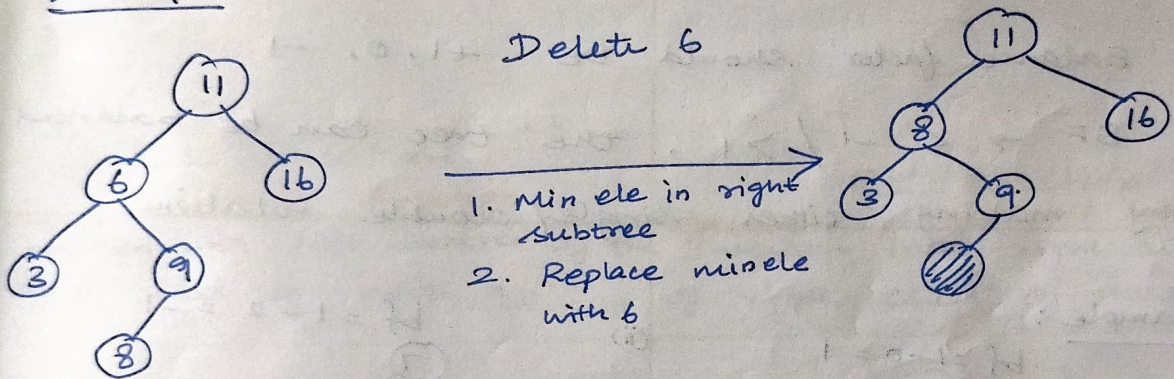 Delete 6
11
6
16
3
9
8
1. Min ele in right
subtree
2. Replace min ele
with 6
11
8
16
3
9